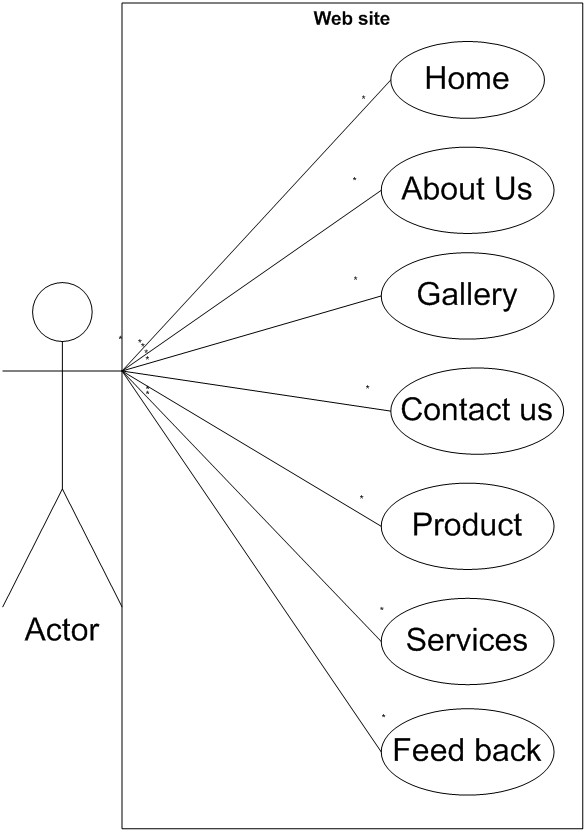 Web site
Home
About Us
Gallery
Contact us
Product
Services
Feed back
Actor
*
*
*
*
*
*
*
*
*
*
*
*
*
*